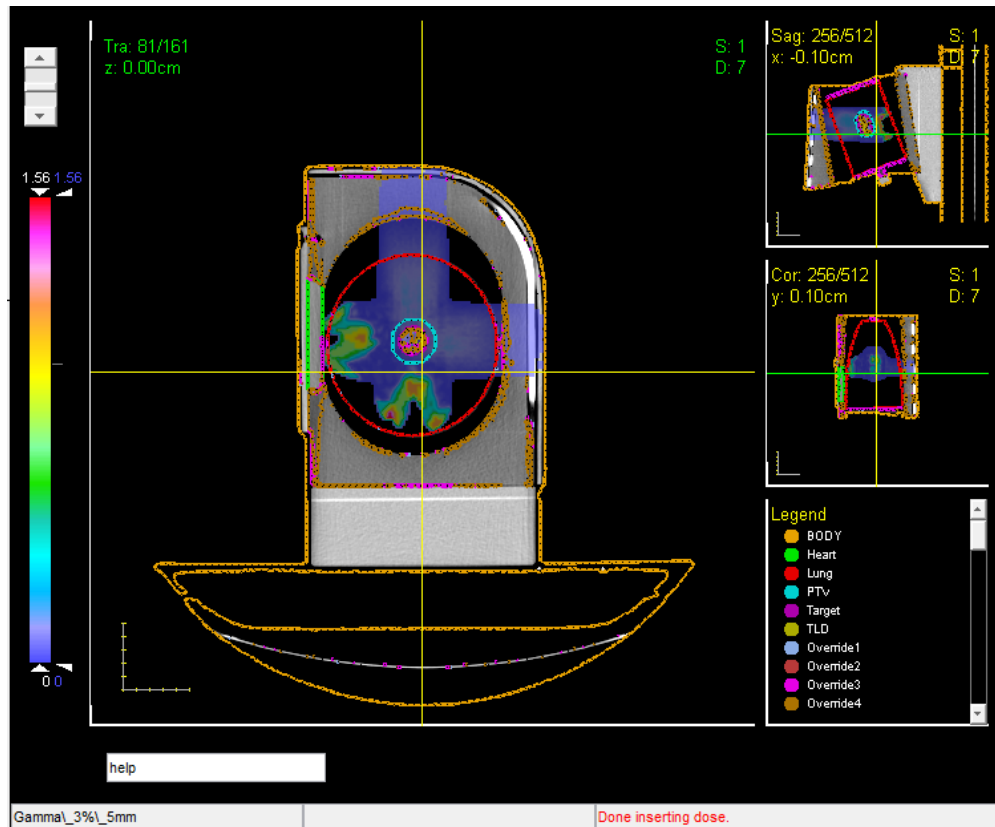 Tra: 81/161
z: 0.00cm
S: 1
D: 7
Sag: 256/512
x: -0.10cm
S: 1
D: 7
1.56 1.56
0 0
Cor: 256/512
y: 0.10cm
S: 1
D: 7
Legend
BODY
Heart
Lung
PTV
Target
TLD
Override1
Override2
Override3
Override4
help
Gamma\_3%\_5mm
Done inserting dose.